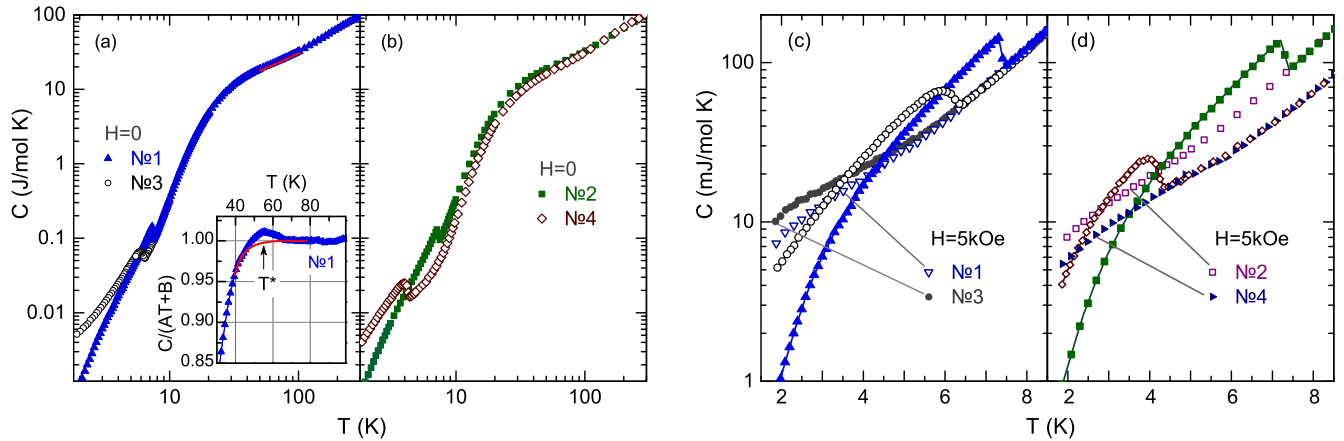 (a)
(b)
(c)
(d)
C (J/mol K)
100
10
1
0.1
0.01
H=0
№1
№3
T (K)
40 60 80
1.00
0.95
0.90
0.85
C/(AT+B)
№1
T*
H=0
№2
№4
10 100 10 100
T (K)
C (mJ/mol K)
100
10
1
H=5kOe
№1
№3
H=5kOe
№2
№4
2 4 6 8 2 4 6 8
T (K)